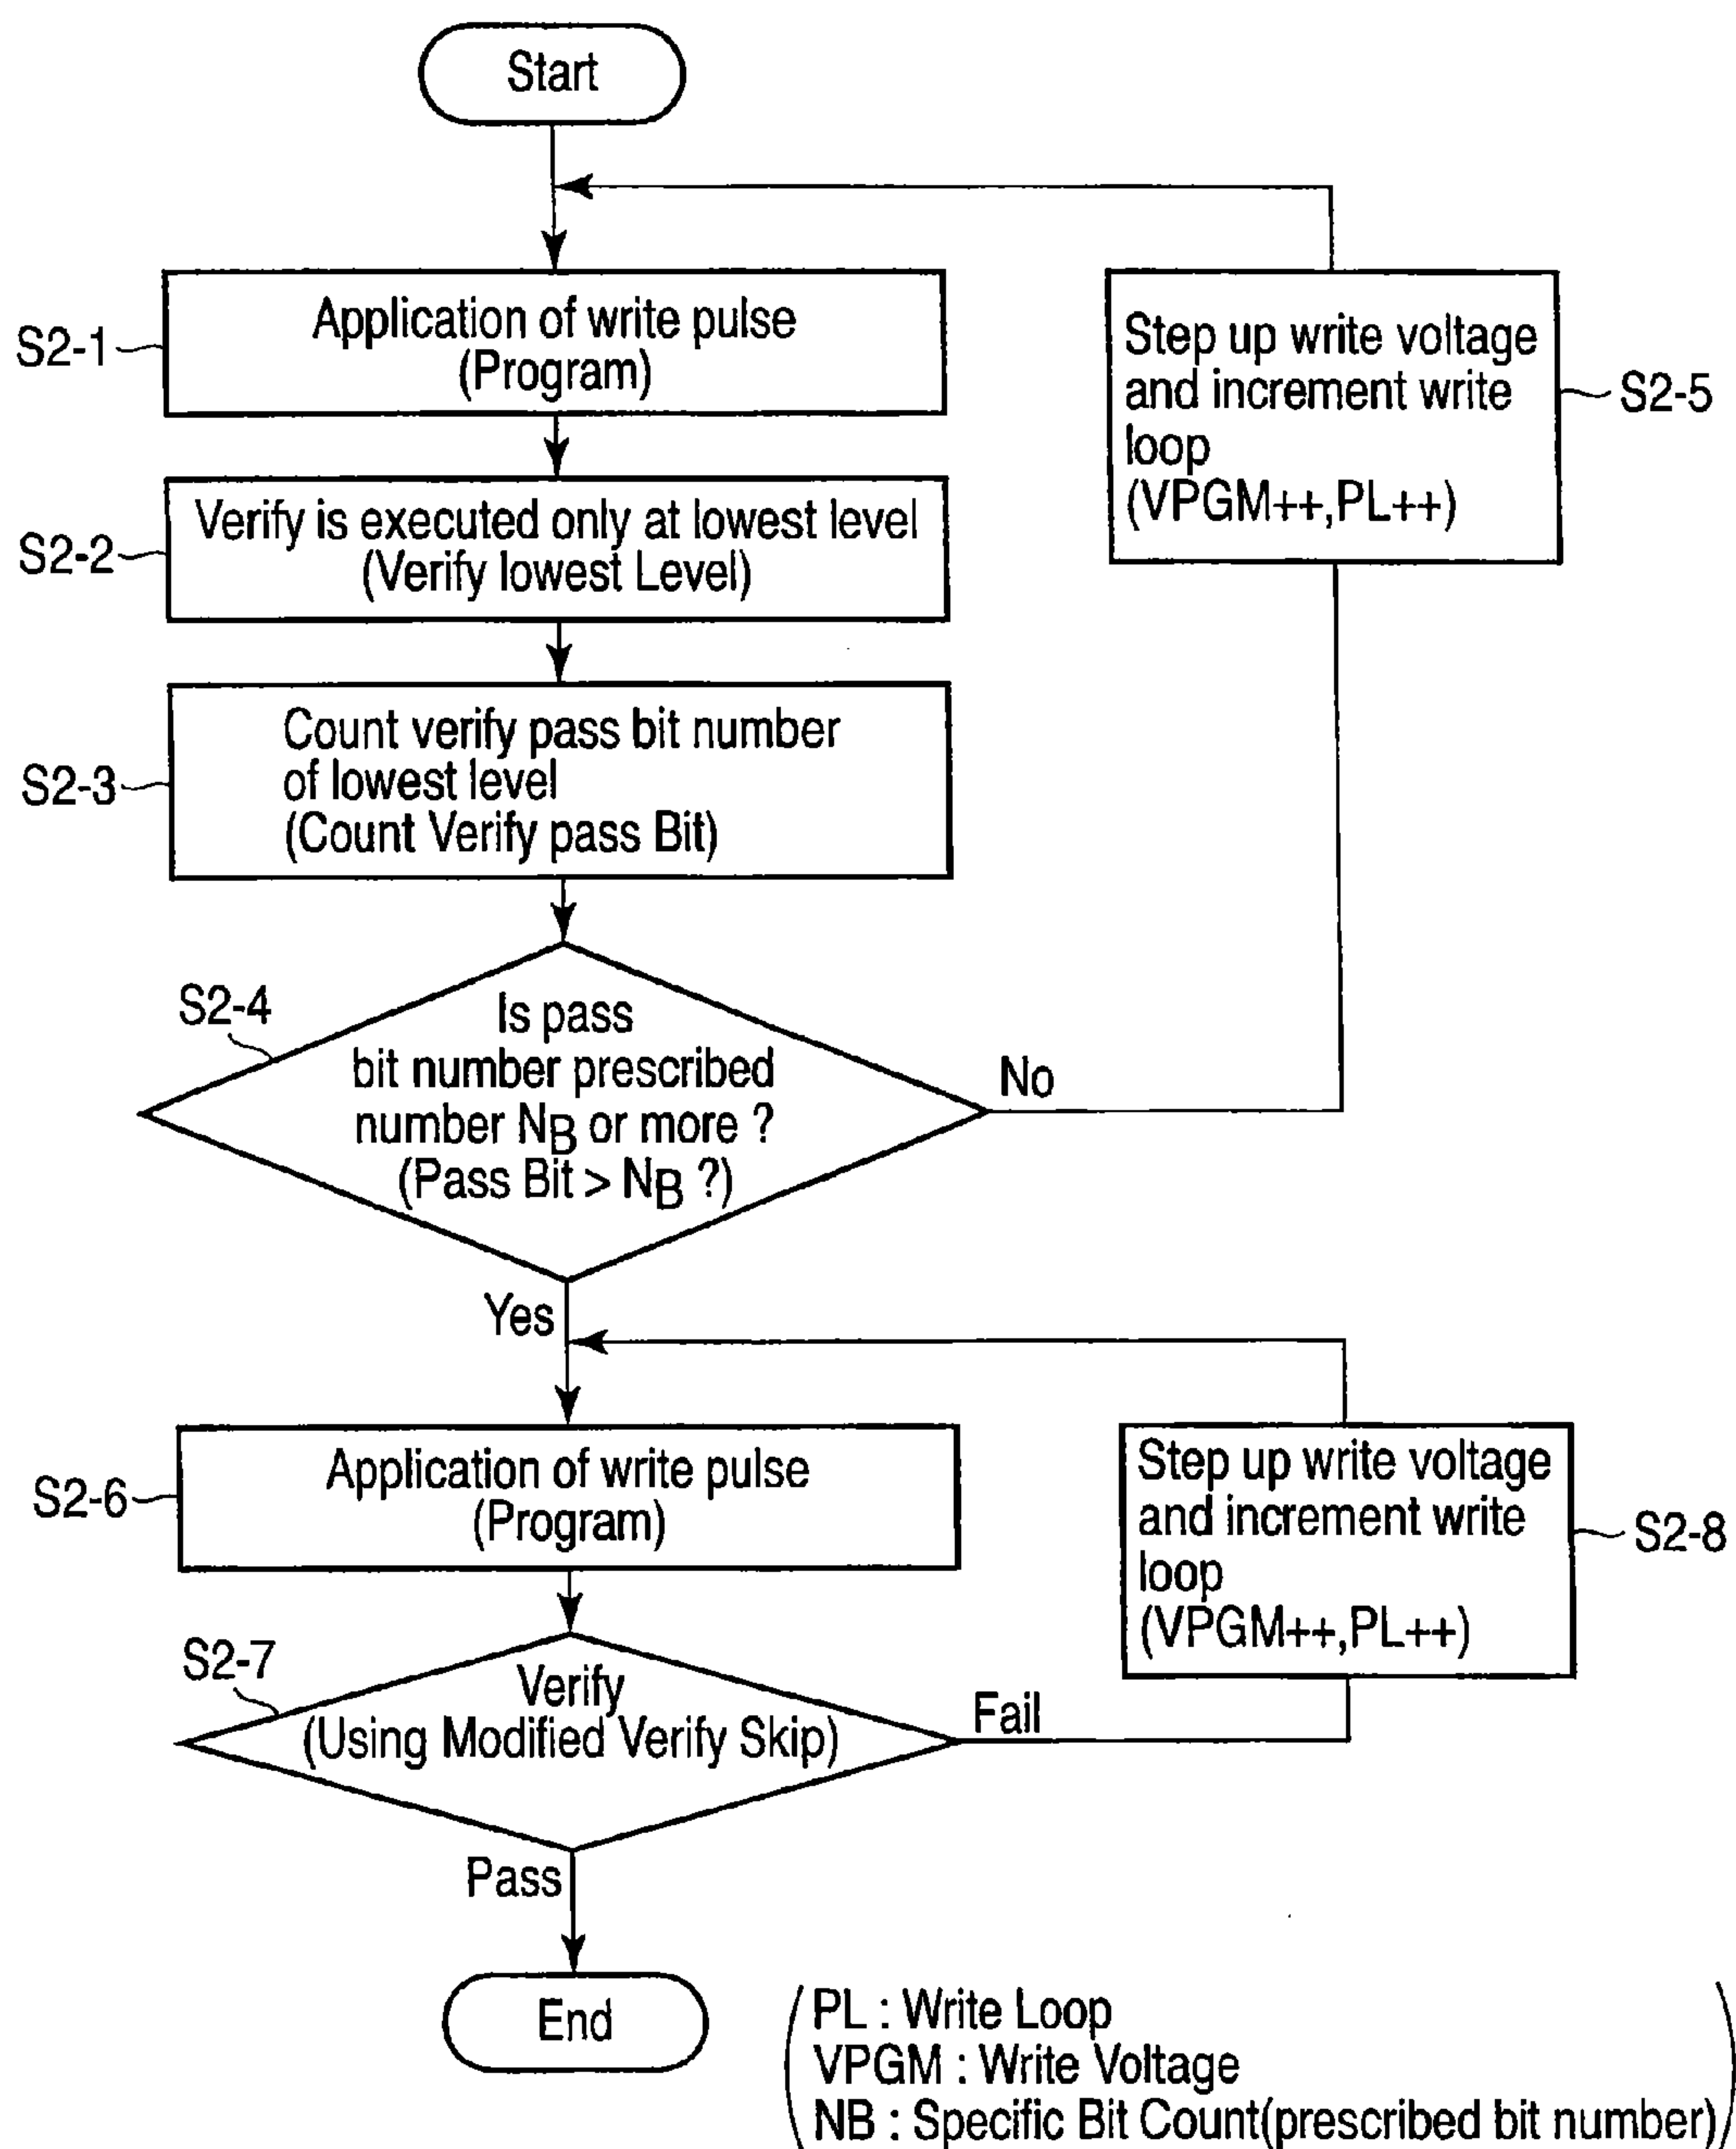 Start
S2-1
Application of write pulse
(Program)
Step up write voltage
and increment write
loop
(VPGM++,PL++)
S2-5
S2-2
Verify is executed only at lowest level
(Verify lowest Level)
S2-3
Count verify pass bit number
of lowest level
(Count Verify pass Bit)
S2-4
Is pass
bit number prescribed
number NB or more ?
(Pass Bit > NB ?)
No
Yes
S2-6
Application of write pulse
(Program)
Step up write voltage
and increment write
loop
(VPGM++,PL++)
S2-8
S2-7
Verify
(Using Modified Verify Skip)
Fail
Pass
End
PL : Write Loop
VPGM : Write Voltage
NB : Specific Bit Count(prescribed bit number)